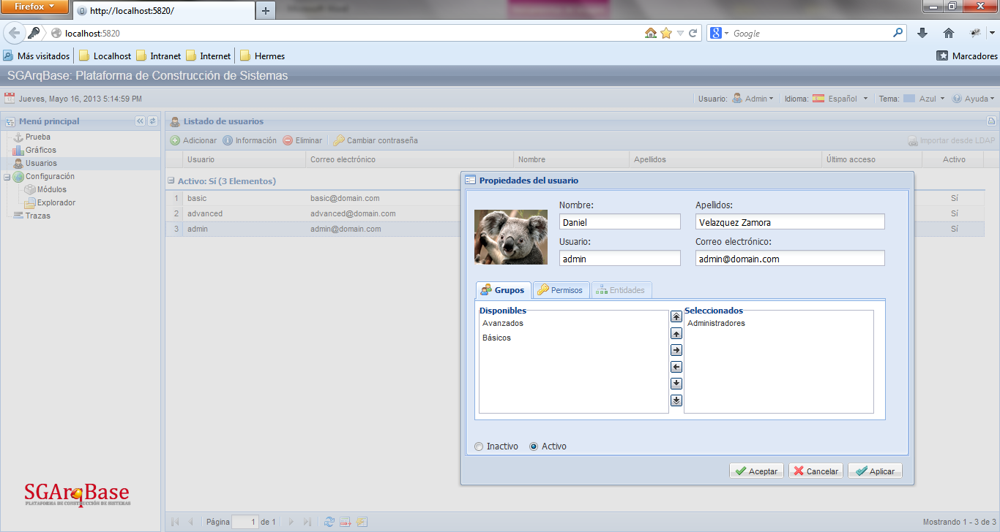 Firefox
http://localhost:5820/
localhost:5820
Google
Más visitados Localhost Intranet Internet Hermes Marcadores
SGArqBase: Plataforma de Construcción de Sistemas
Jueves, Mayo 16, 2013 5:14:59 PM Usuario: Admin Idioma: Español Tema: Azul Ayuda
Menú principal
Prueba
Gráficos
Usuarios
Configuración
Módulos
Explorador
Trazas
SGArqBase
PLATAFORMA DE CONSTRUCCIÓN DE SISTEMAS
Listado de usuarios
Adicionar Información Eliminar Cambiar contraseña Importar desde LDAP
Usuario Correo electrónico Nombre Apellidos Último acceso Activo
Activo: Sí (3 Elementos)
1 basic basic@domain.com Sí
2 advanced advanced@domain.com Sí
3 admin admin@domain.com Sí
Propiedades del usuario
Nombre: Apellidos:
Daniel Velazquez Zamora
Usuario: Correo electrónico:
admin admin@domain.com
Grupos Permisos Entidades
Disponibles Seleccionados
Avanzados Administradores
Básicos
Inactivo Activo
Aceptar Cancelar Aplicar
Página 1 de 1 Mostrando 1 - 3 de 3